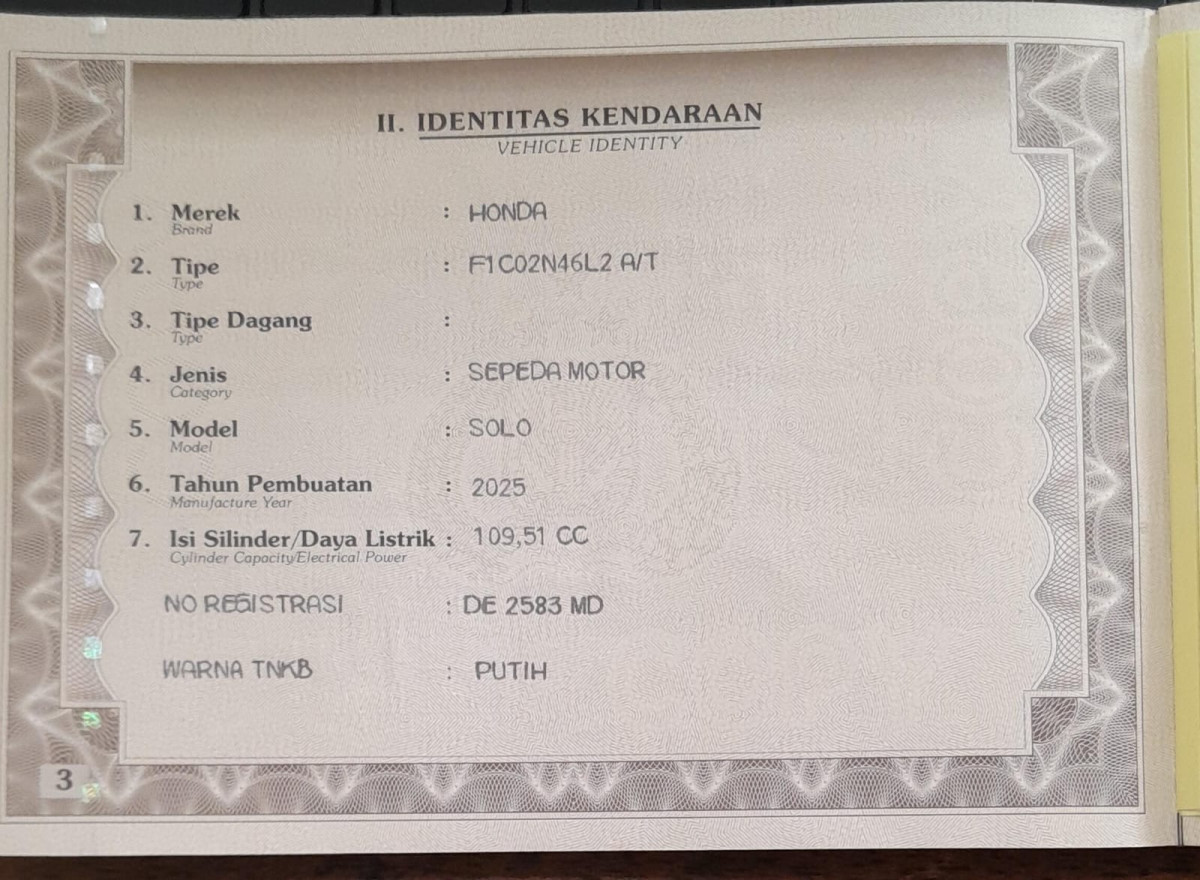 II. IDENTITAS KENDARAAN
VEHICLE IDENTITY
1. Merek : HONDA
Brand
2. Tipe : F1C02N46L2 A/T
Type
3. Tipe Dagang :
Type
4. Jenis : SEPEDA MOTOR
Category
5. Model : SOLO
Model
6. Tahun Pembuatan : 2025
Manufacture Year
7. Isi Silinder/Daya Listrik : 109,51 CC
Cylinder Capacity/Electrical Power
NO REGISTRASI : DE 2583 MD
WARNA TNKB : PUTIH
3